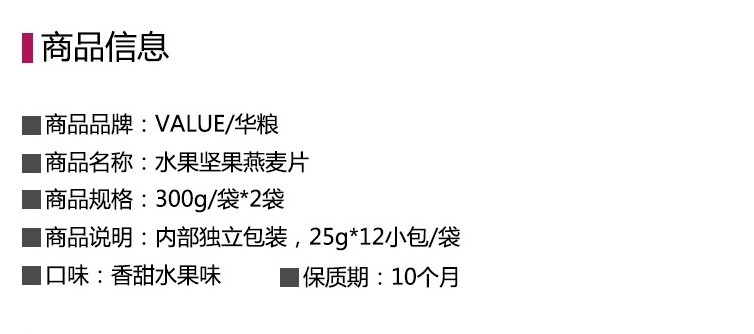 商品信息
商品品牌：VALUE/华粮
商品名称：水果坚果燕麦片
商品规格：300g/袋*2袋
商品说明：内部独立包装，25g*12小包/袋
口味：香甜水果味 保质期：10个月